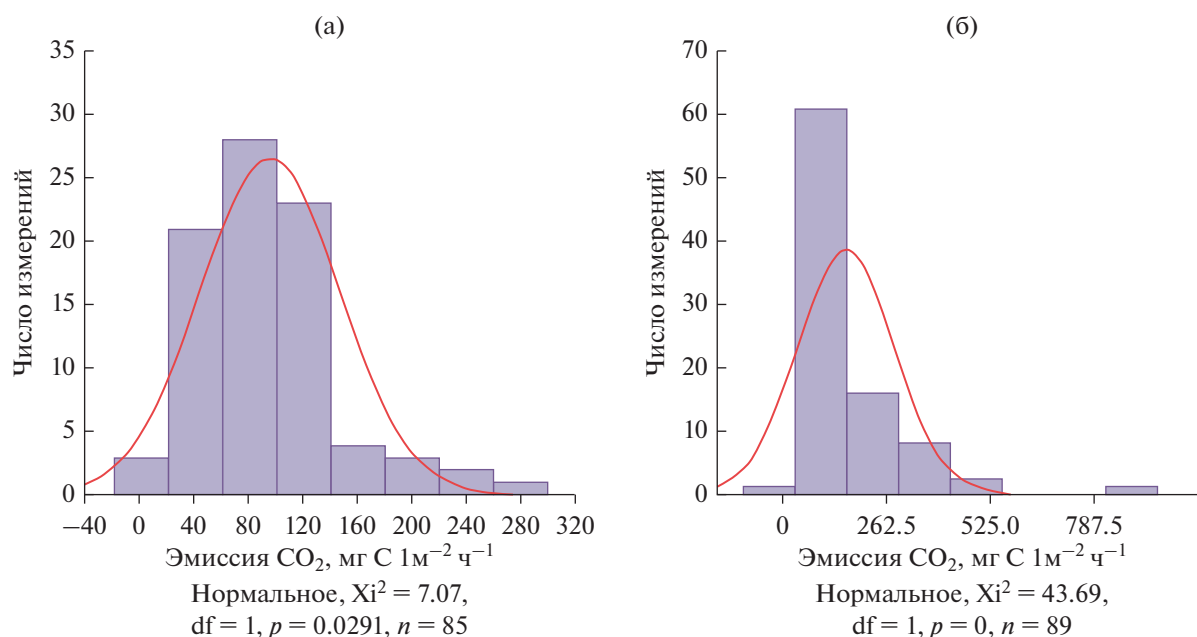 (а)
35
30
25
20
15
10
5
0
Число измерений
−40 0 40 80 120 160 200 240 280 320
Эмиссия CO₂, мг С 1м⁻² ч⁻¹
Нормальное, Xi² = 7.07,
df = 1, p = 0.0291, n = 85
(б)
70
60
50
40
30
20
10
0
Число измерений
0 262.5 525.0 787.5
Эмиссия CO₂, мг С 1м⁻² ч⁻¹
Нормальное, Xi² = 43.69,
df = 1, p = 0, n = 89